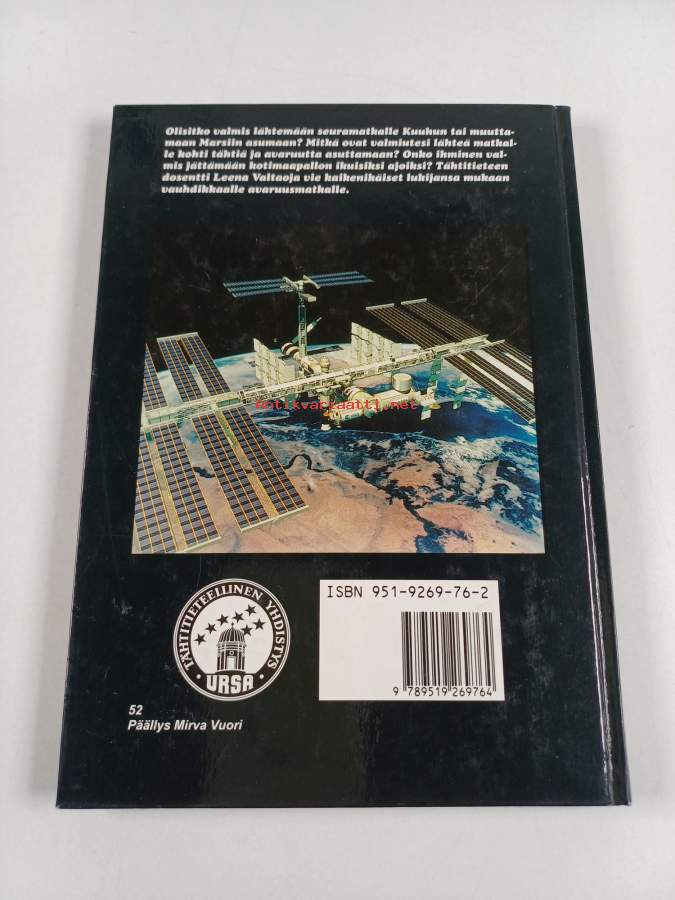 Olisitko valmis lähtemään seuramatkalle Kuuhun tai muutta-
maan Marsiin asumaan? Mitkä ovat valmiutesi lähteä matkal-
le kohti tähtiä ja avaruutta asuttamaan? Onko ihminen val-
mis jättämään kotimaapallon ikuisiksi ajoiksi? Tähtitieteen
dosentti Leena Valtaoja vie kaikenikäiset lukijansa mukaan
vauhdikkaalle avaruusmatkalle.
antikvariaatti.net
TÄHTITIETEELLINEN YHDISTYS
URSA
ISBN 951-9269-76-2
9 789519 269764
52
Päällys Mirva Vuori